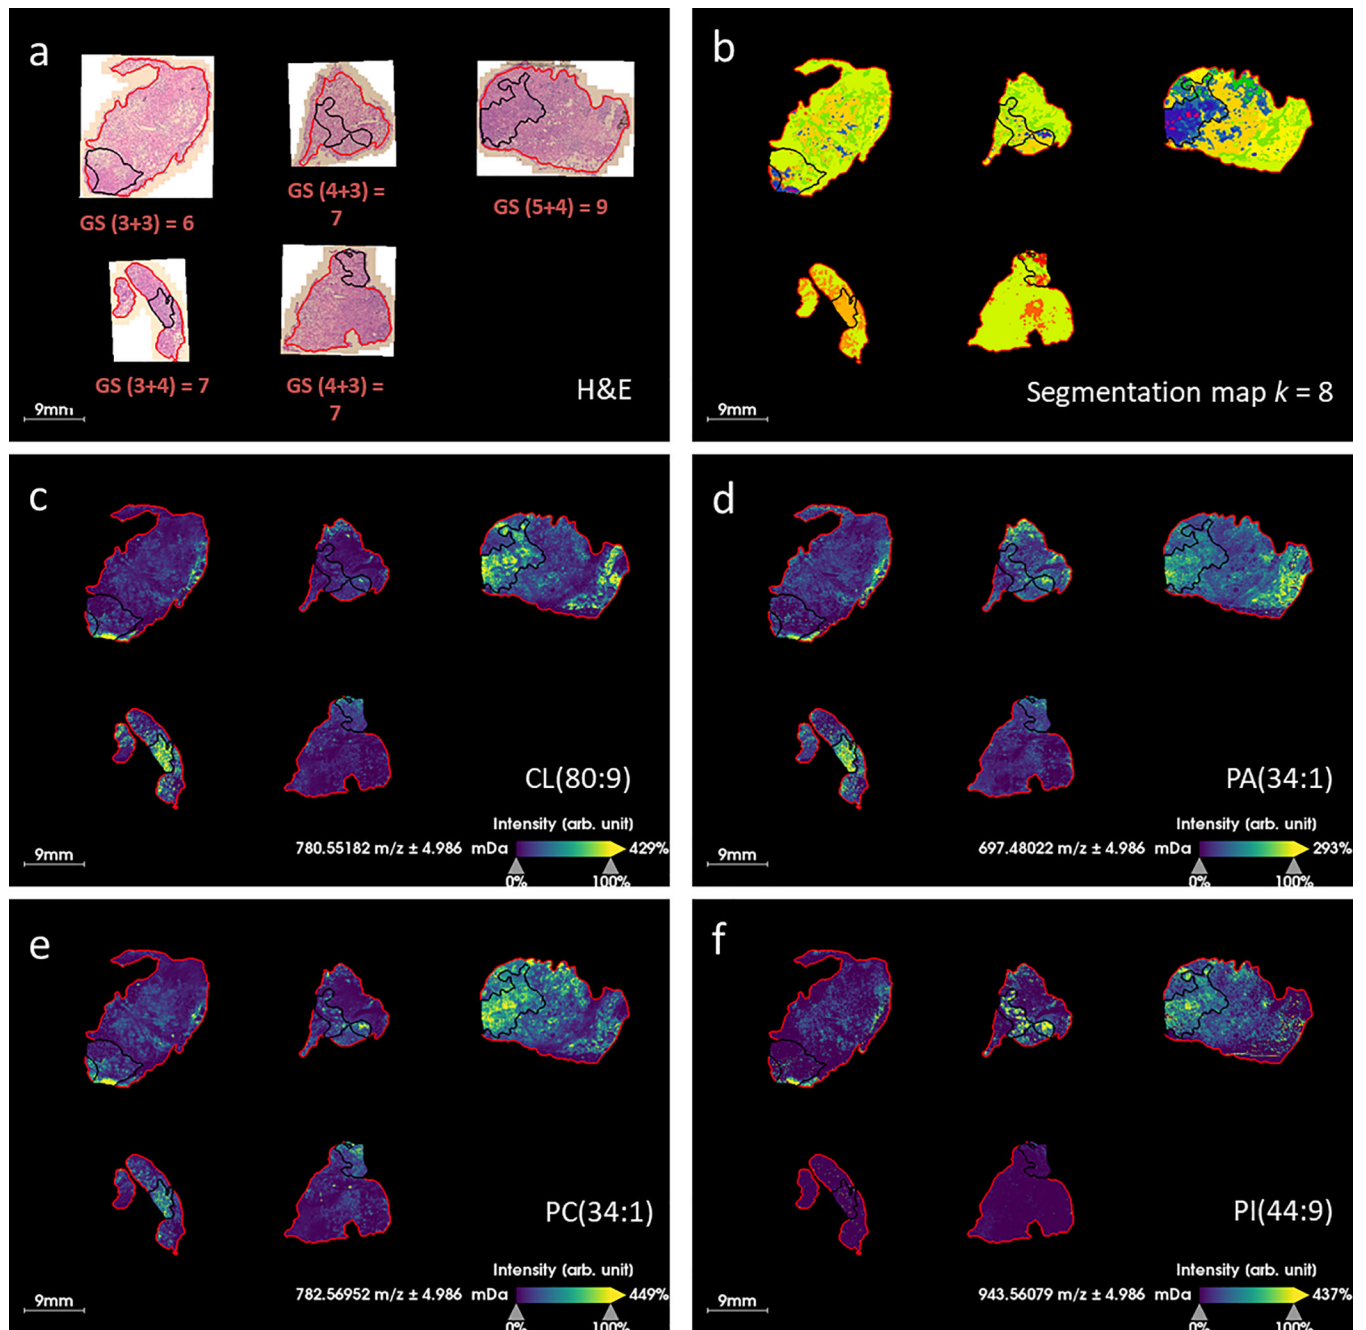 a
GS (3+3) = 6
GS (4+3) =
7
GS (5+4) = 9
GS (3+4) = 7
GS (4+3) =
7
H&E
9mm
b
Segmentation map k = 8
9mm
c
CL(80:9)
Intensity (arb. unit)
780.55182 m/z ± 4.986 mDa
429%
0%
100%
9mm
d
PA(34:1)
Intensity (arb. unit)
697.48022 m/z ± 4.986 mDa
293%
0%
100%
9mm
e
PC(34:1)
Intensity (arb. unit)
782.56952 m/z ± 4.986 mDa
449%
0%
100%
9mm
f
PI(44:9)
Intensity (arb. unit)
943.56079 m/z ± 4.986 mDa
437%
0%
100%
9mm